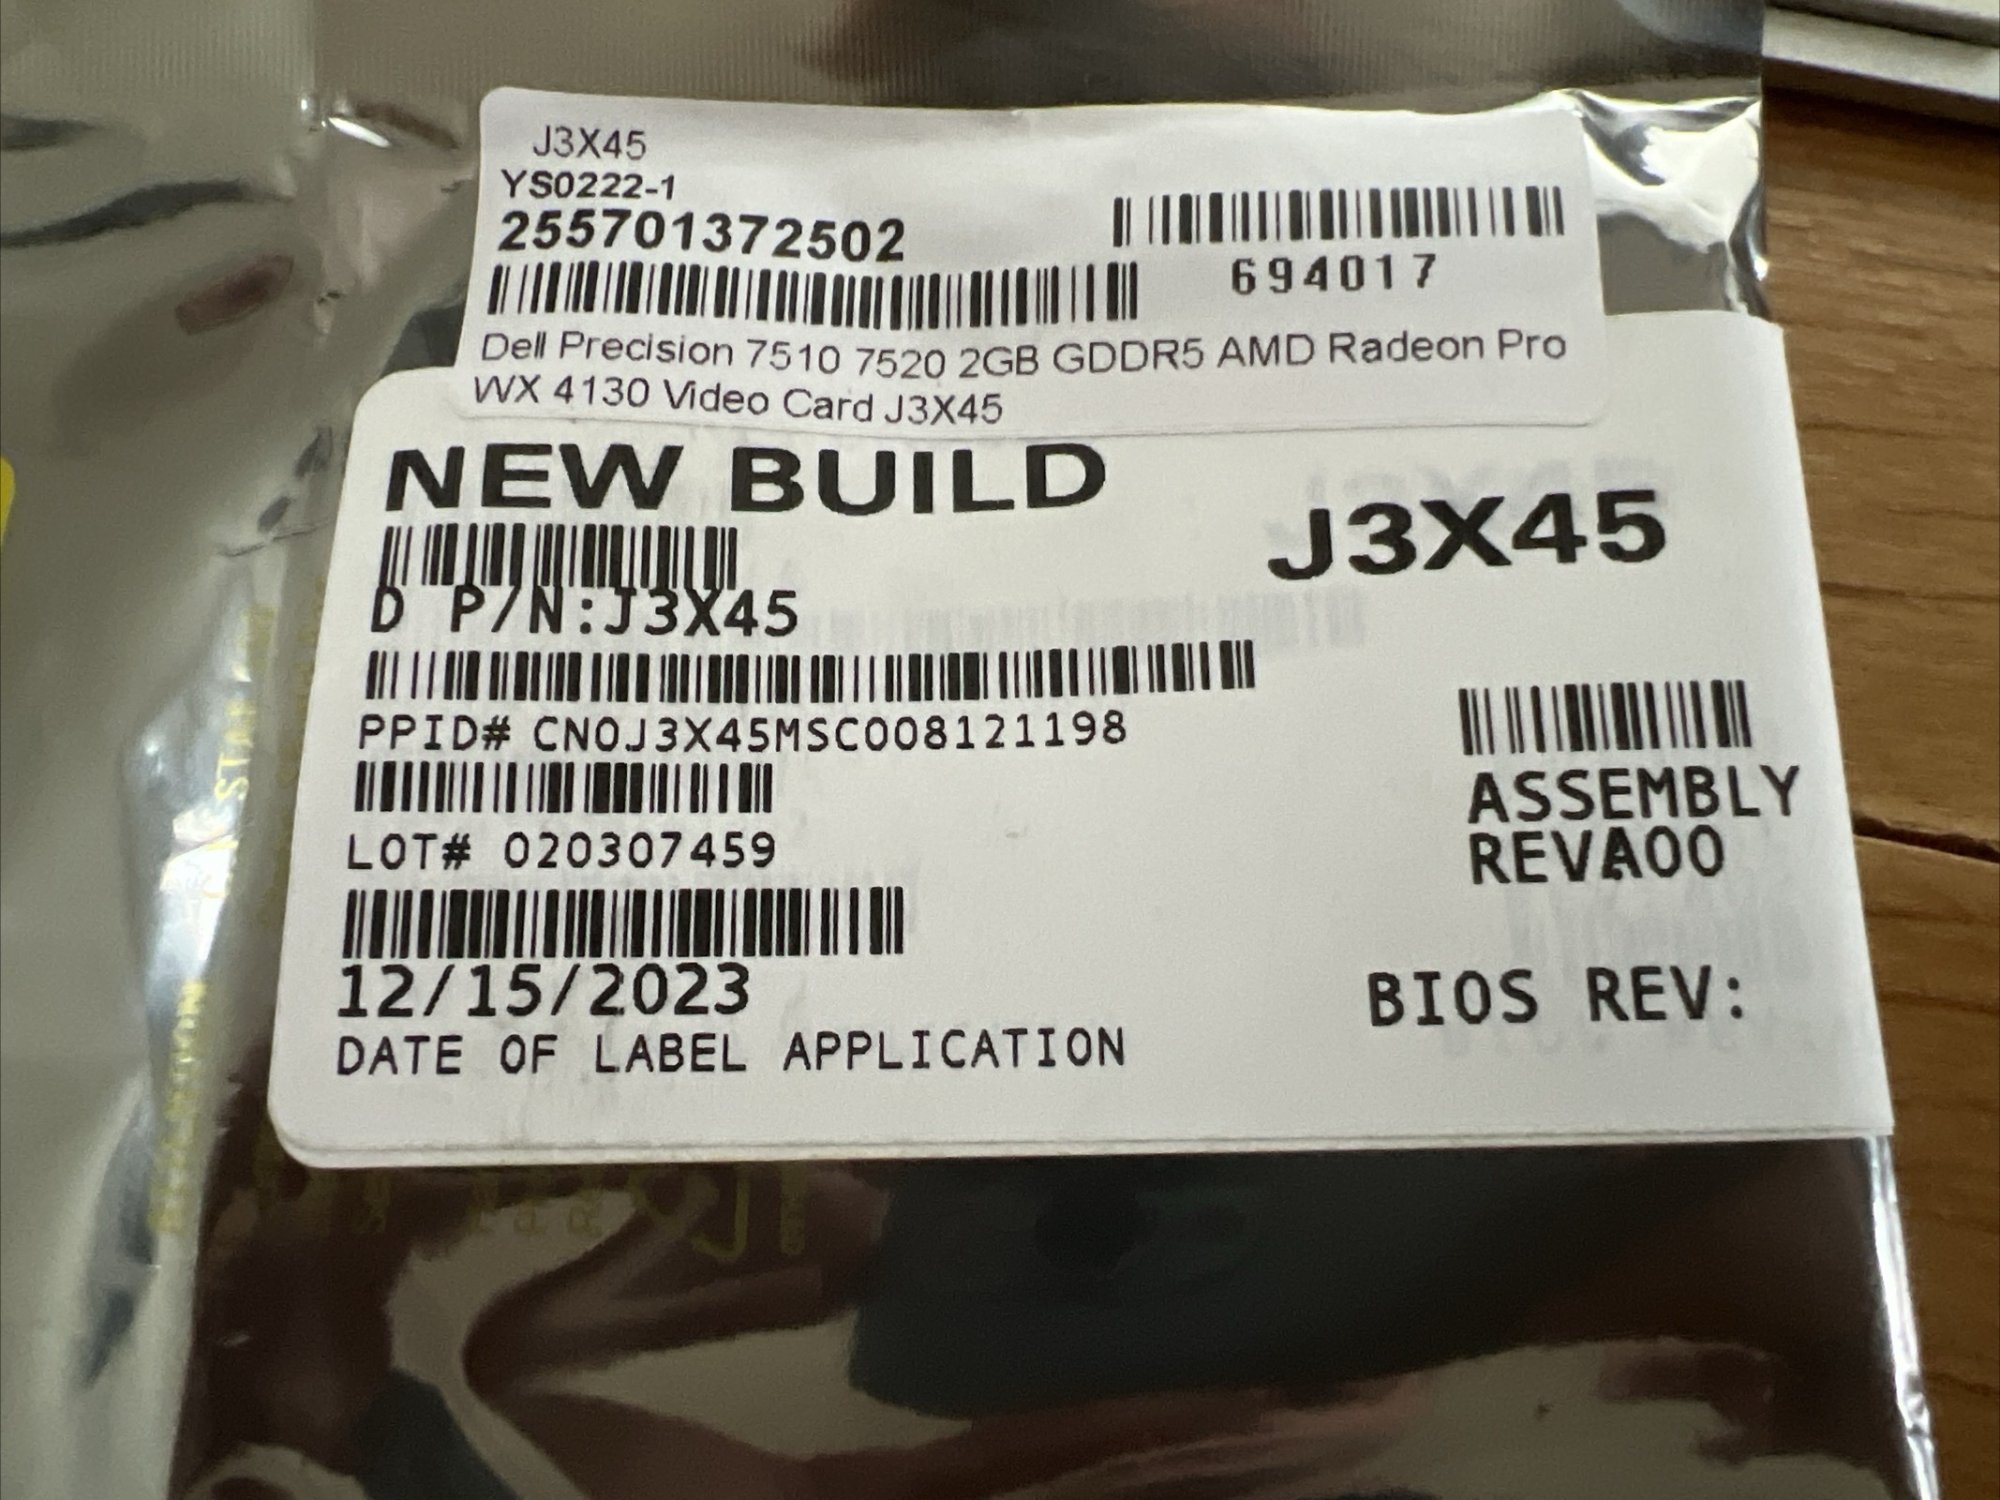 J3X45
YS0222-1
255701372502
694017
Dell Precision 7510 7520 2GB GDDR5 AMD Radeon Pro
WX 4130 Video Card J3X45
NEW BUILD
J3X45
D P/N:J3X45
PPID# CN0J3X45MSC008121198
LOT# 020307459
ASSEMBLY
REVA00
12/15/2023
DATE OF LABEL APPLICATION
BIOS REV: